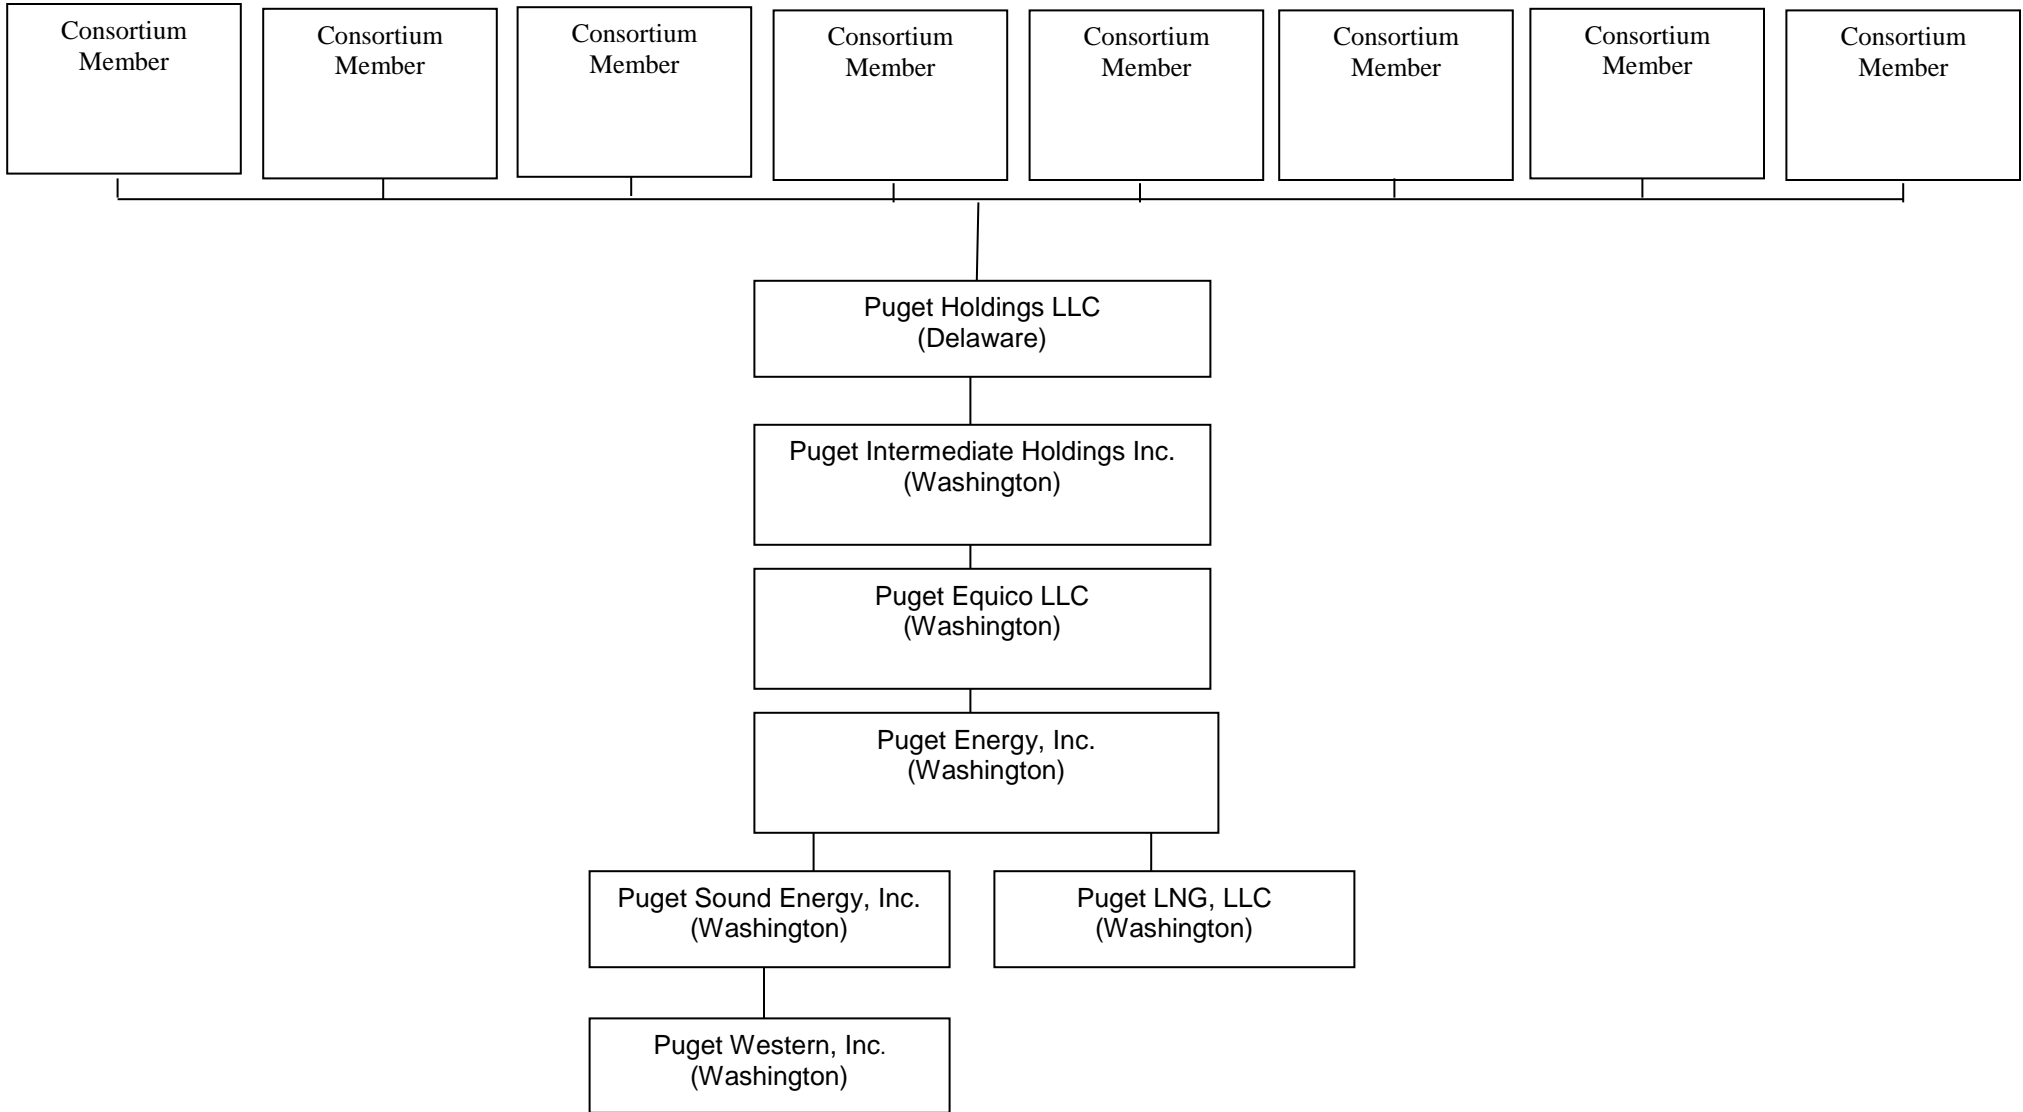 Consortium
Member
Consortium
Member
Consortium
Member
Consortium
Member
Consortium
Member
Consortium
Member
Consortium
Member
Consortium
Member
Puget Holdings LLC
(Delaware)
Puget Intermediate Holdings Inc.
(Washington)
Puget Equico LLC
(Washington)
Puget Energy, Inc.
(Washington)
Puget Sound Energy, Inc.
(Washington)
Puget LNG, LLC
(Washington)
Puget Western, Inc.
(Washington)